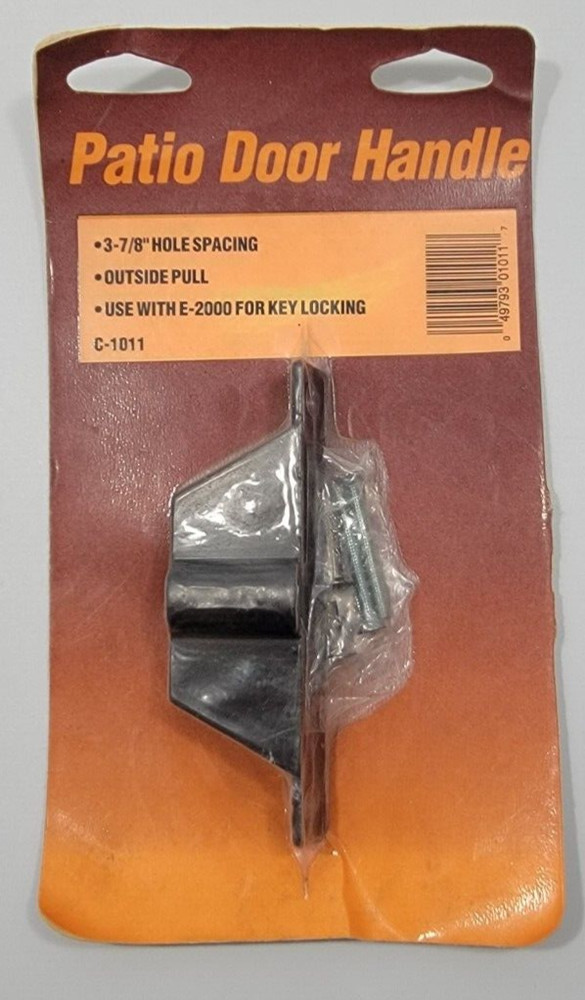 Patio Door Handle
•3-7/8" HOLE SPACING
•OUTSIDE PULL
•USE WITH E-2000 FOR KEY LOCKING
C-1011
0 49793 01011 7